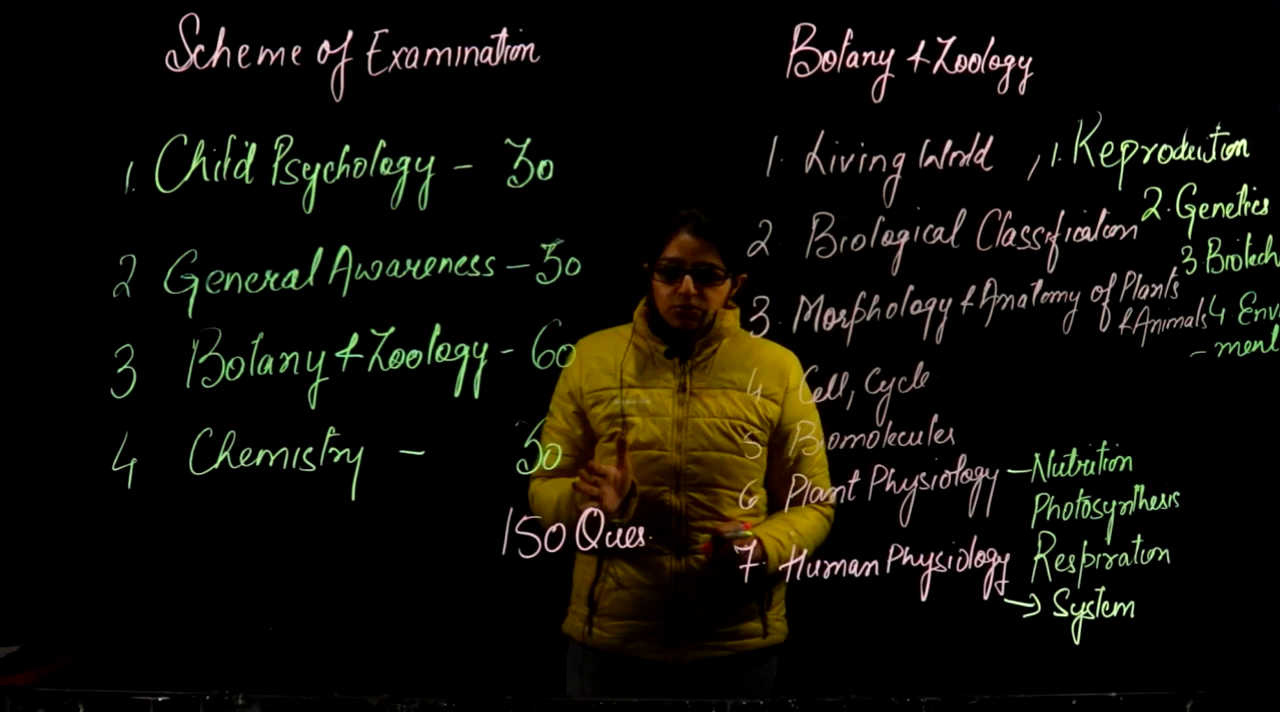 Scheme of Examination
1. Child Psychology - 30
2 General Awareness - 30
3 Botany & Zoology - 60
4 Chemistry - 30
150 Ques.
Botany & Zoology
1. Living World , 1. Reproduction
2 Biological Classification 2. Genetics
3 Biotech
3. Morphology & Anatomy of Plants
& Animals 4 Env
- ment
4 Cell, Cycle
5 Biomolecules
6 Plant Physiology - Nutrition
Photosynthesis
Respiration
7. Human Physiology
→ System